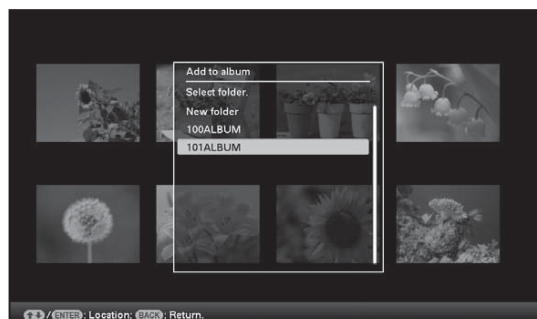 Add to album
Select folder.
New folder
100ALBUM
101ALBUM
/ENTER: Location; BACK: Return.